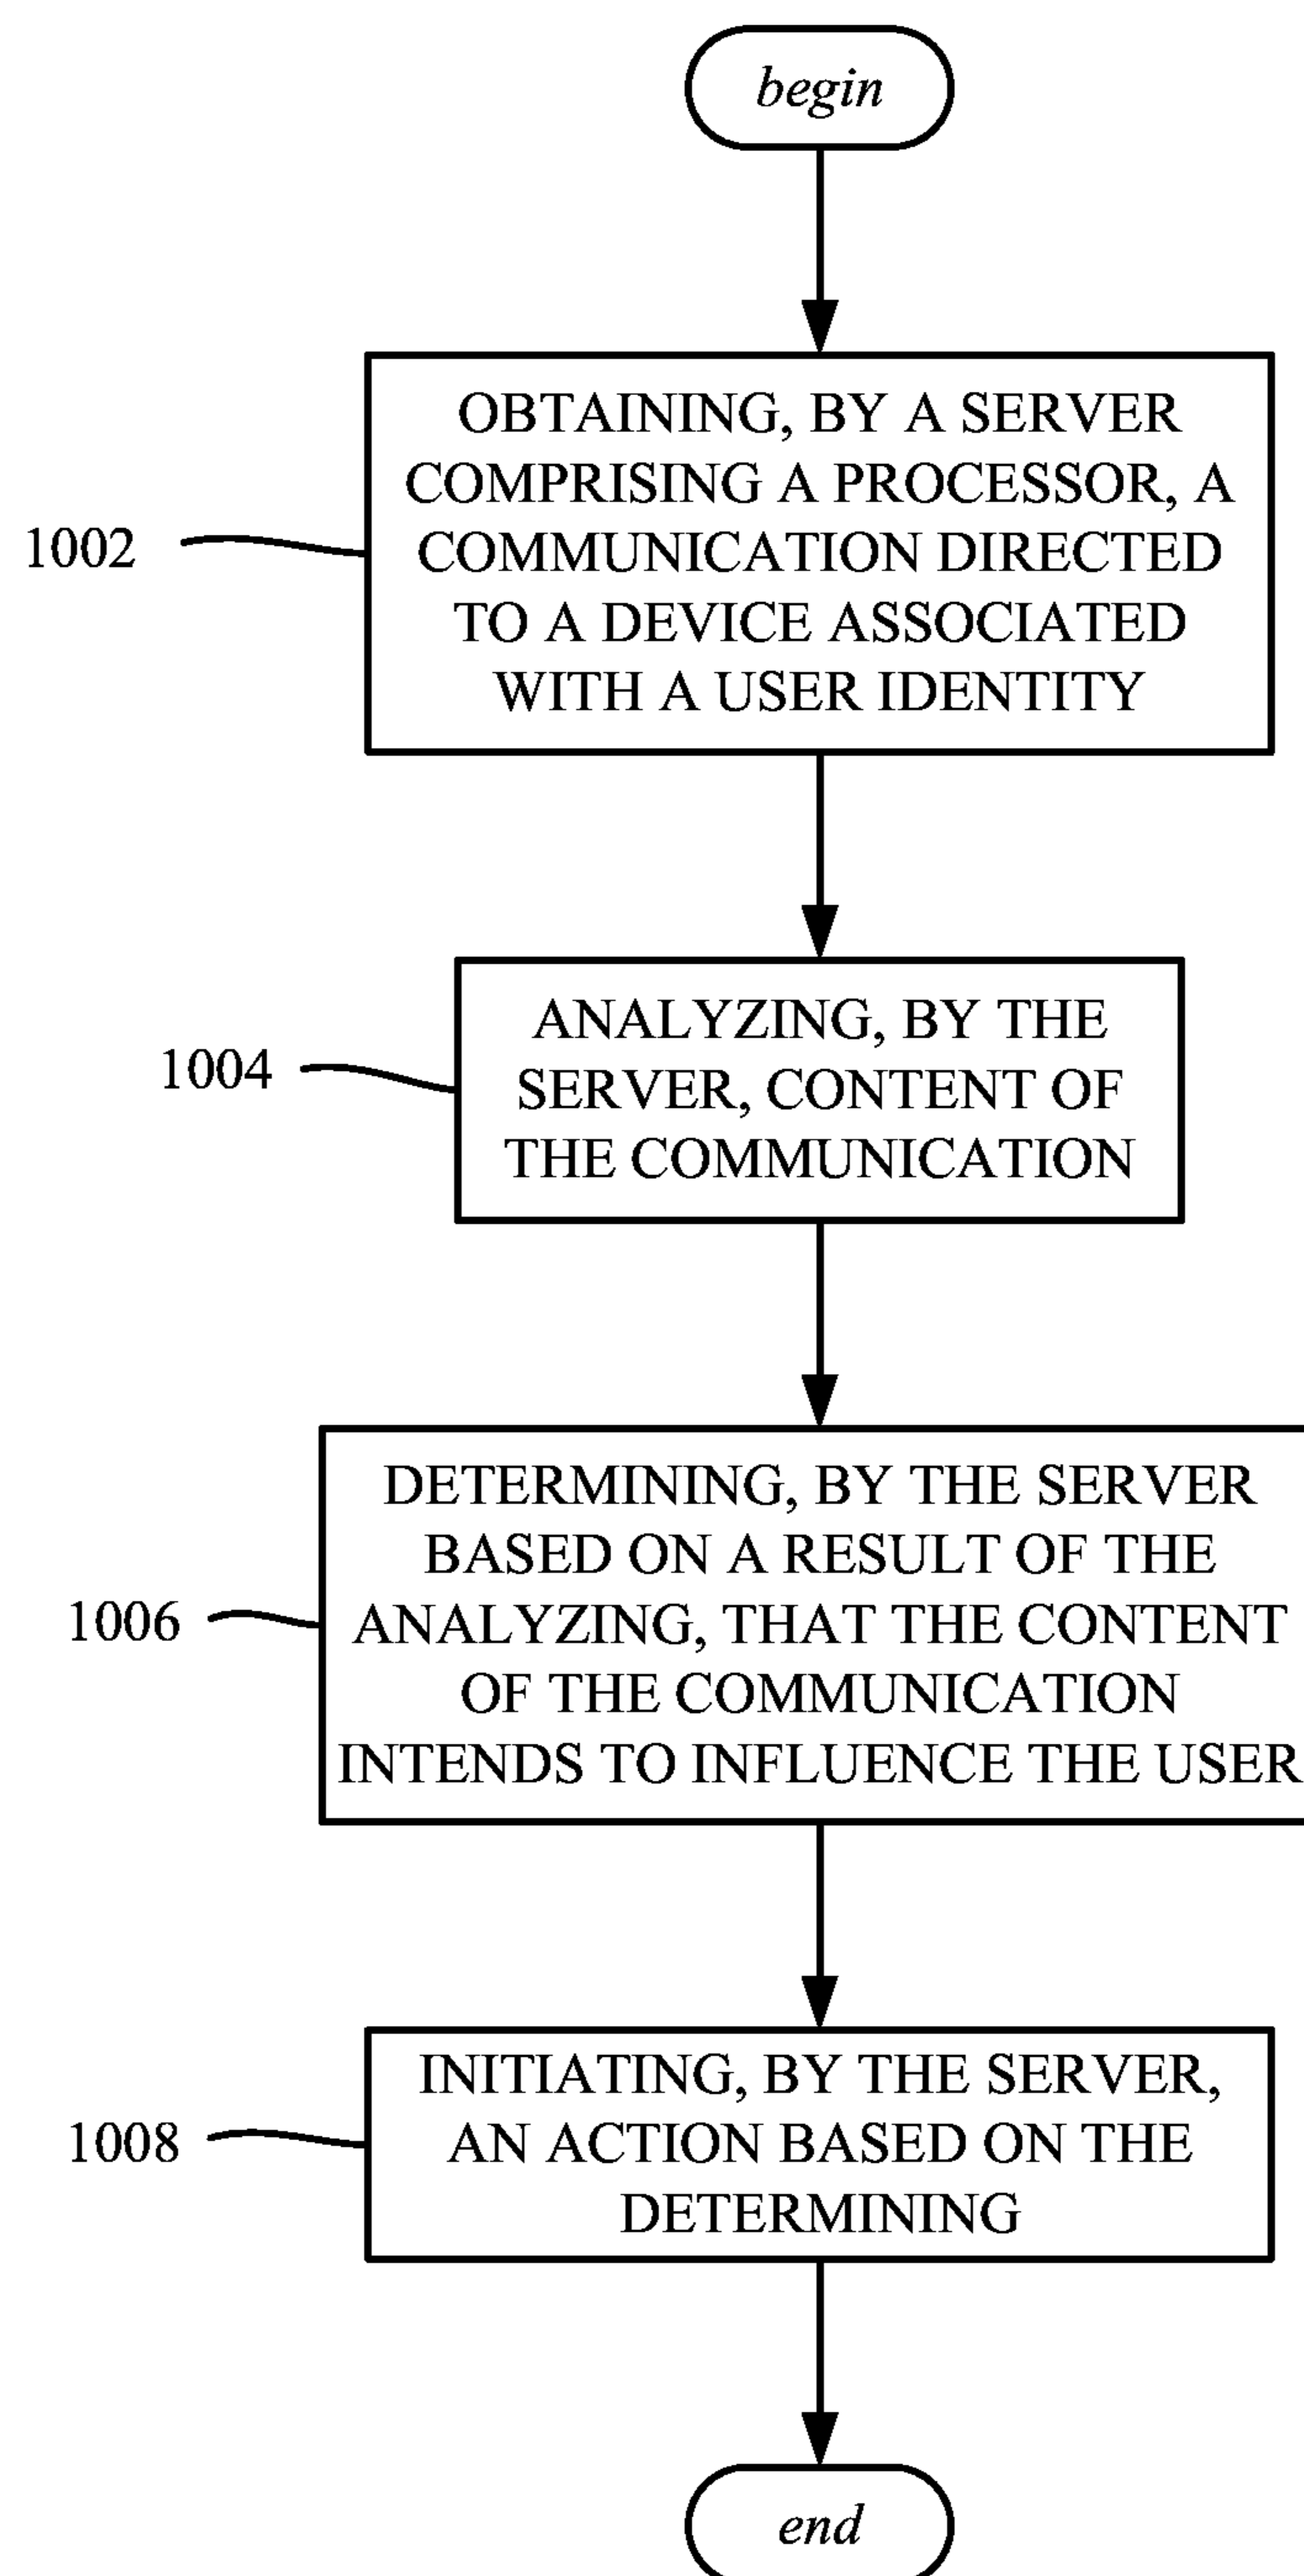 begin
OBTAINING, BY A SERVER
COMPRISING A PROCESSOR, A
COMMUNICATION DIRECTED
TO A DEVICE ASSOCIATED
WITH A USER IDENTITY
1002
ANALYZING, BY THE
SERVER, CONTENT OF
THE COMMUNICATION
1004
DETERMINING, BY THE SERVER
BASED ON A RESULT OF THE
ANALYZING, THAT THE CONTENT
OF THE COMMUNICATION
INTENDS TO INFLUENCE THE USER
1006
INITIATING, BY THE SERVER,
AN ACTION BASED ON THE
DETERMINING
1008
end